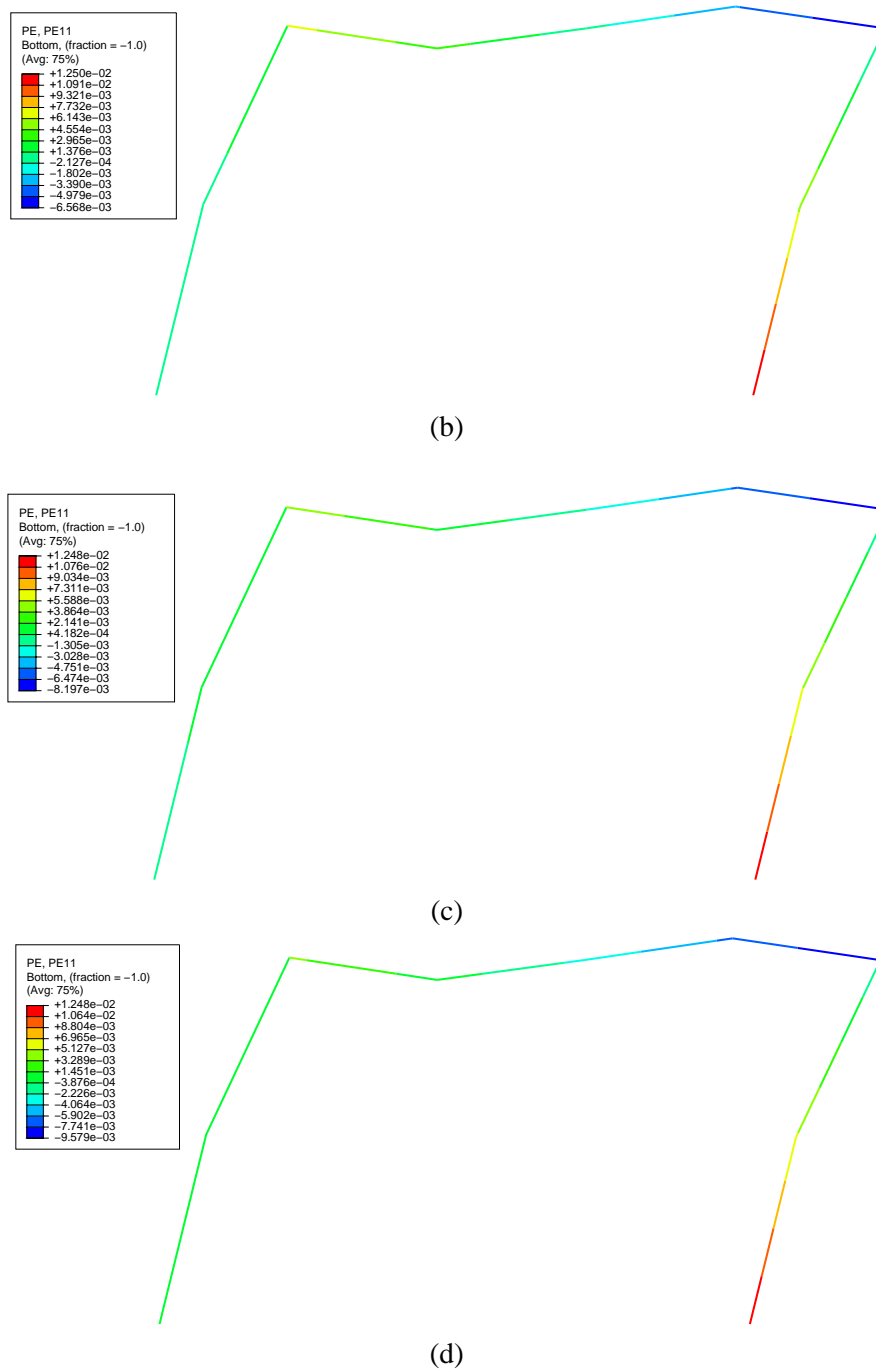 PE, PE11
Bottom, (fraction = −1.0)
(Avg: 75%)
+1.250e−02
+1.091e−02
+9.321e−03
+7.732e−03
+6.143e−03
+4.554e−03
+2.965e−03
+1.376e−03
−2.127e−04
−1.802e−03
−3.390e−03
−4.979e−03
−6.568e−03
(b)
PE, PE11
Bottom, (fraction = −1.0)
(Avg: 75%)
+1.248e−02
+1.076e−02
+9.034e−03
+7.311e−03
+5.588e−03
+3.864e−03
+2.141e−03
+4.182e−04
−1.305e−03
−3.028e−03
−4.751e−03
−6.474e−03
−8.197e−03
(c)
PE, PE11
Bottom, (fraction = −1.0)
(Avg: 75%)
+1.248e−02
+1.064e−02
+8.804e−03
+6.965e−03
+5.127e−03
+3.289e−03
+1.451e−03
−3.876e−04
−2.226e−03
−4.064e−03
−5.902e−03
−7.741e−03
−9.579e−03
(d)